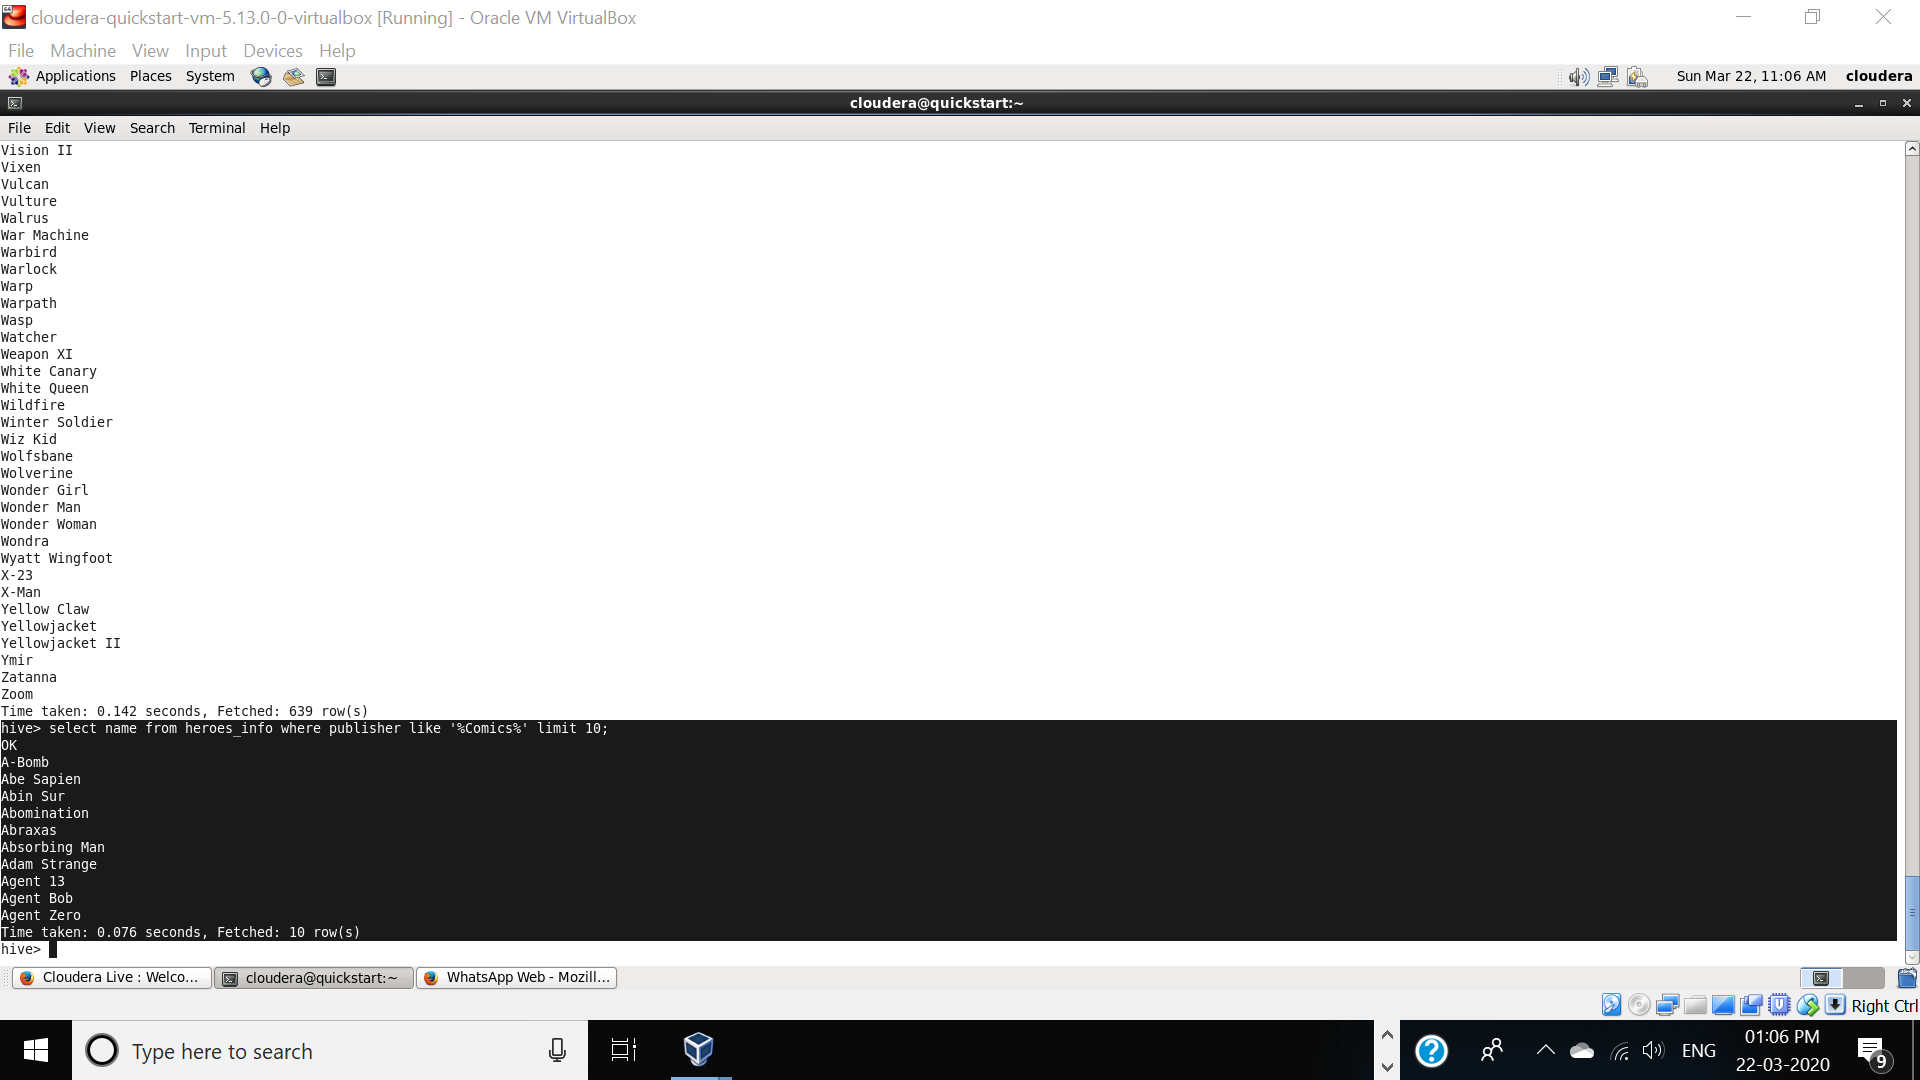 cloudera-quickstart-vm-5.13.0-0-virtualbox [Running] - Oracle VM VirtualBox
File Machine View Input Devices Help
Applications Places System Sun Mar 22, 11:06 AM cloudera
cloudera@quickstart:~
File Edit View Search Terminal Help
Vision II
Vixen
Vulcan
Vulture
Walrus
War Machine
Warbird
Warlock
Warp
Warpath
Wasp
Watcher
Weapon XI
White Canary
White Queen
Wildfire
Winter Soldier
Wiz Kid
Wolfsbane
Wolverine
Wonder Girl
Wonder Man
Wonder Woman
Wondra
Wyatt Wingfoot
X-23
X-Man
Yellow Claw
Yellowjacket
Yellowjacket II
Ymir
Zatanna
Zoom
Time taken: 0.142 seconds, Fetched: 639 row(s)
hive> select name from heroes_info where publisher like '%Comics%' limit 10;
OK
A-Bomb
Abe Sapien
Abin Sur
Abomination
Abraxas
Absorbing Man
Adam Strange
Agent 13
Agent Bob
Agent Zero
Time taken: 0.076 seconds, Fetched: 10 row(s)
hive>
Cloudera Live : Welco... cloudera@quickstart:~ WhatsApp Web - Mozill...
Right Ctrl
Type here to search ENG 01:06 PM
22-03-2020 9